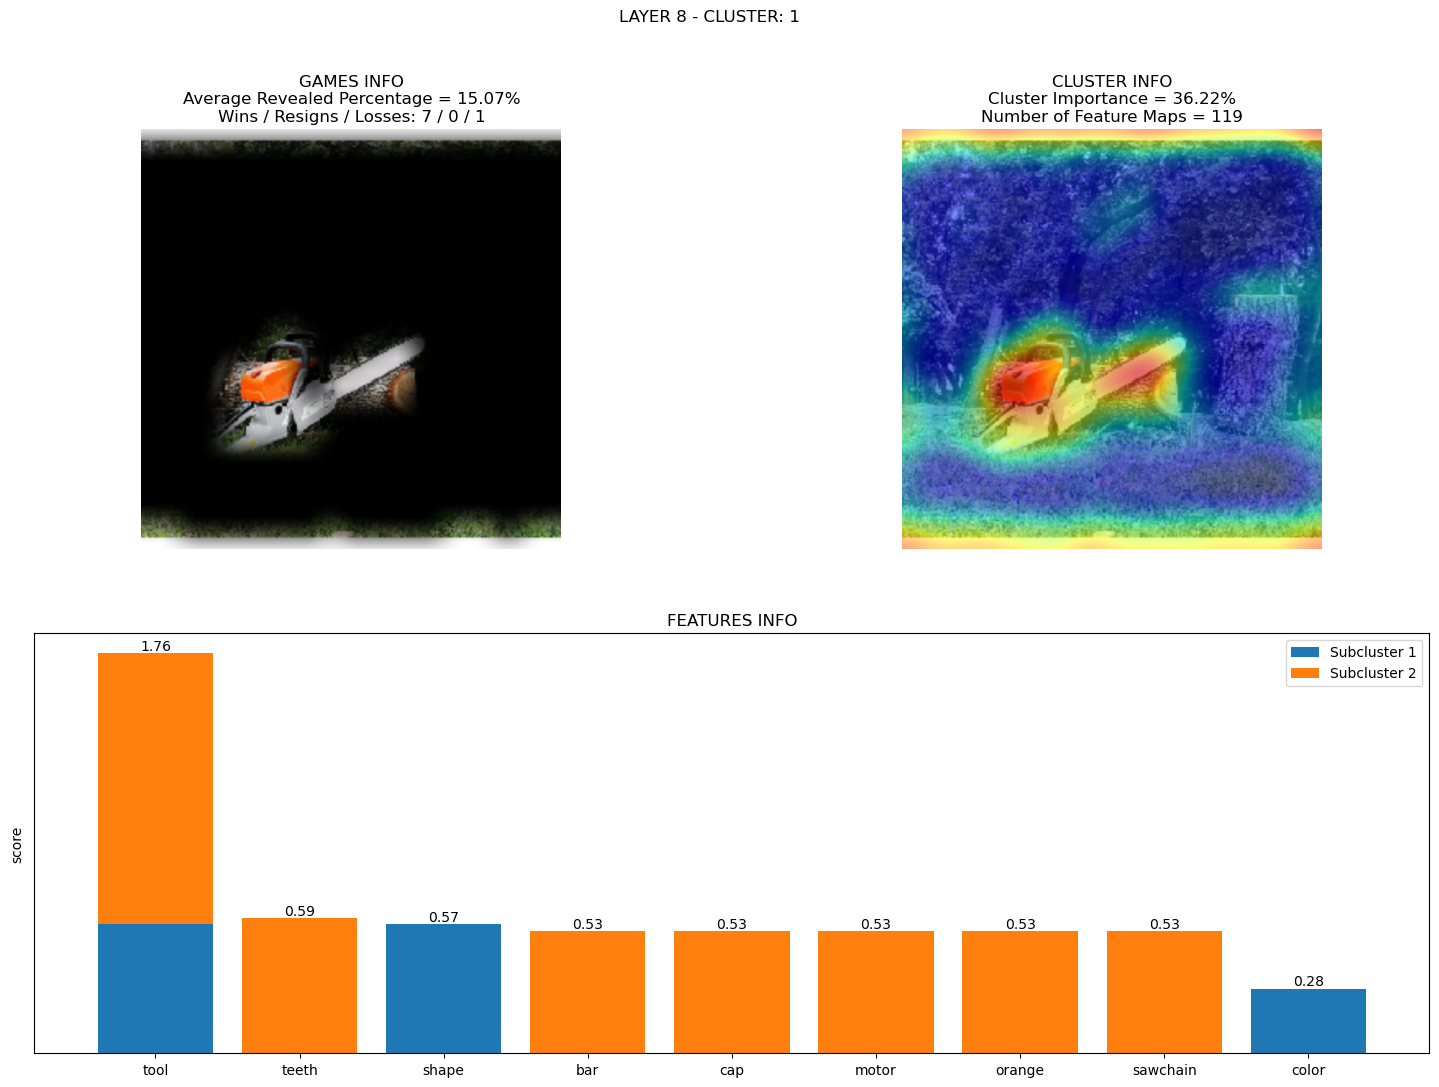 LAYER 8 - CLUSTER: 1
GAMES INFO
Average Revealed Percentage = 15.07%
Wins / Resigns / Losses: 7 / 0 / 1
CLUSTER INFO
Cluster Importance = 36.22%
Number of Feature Maps = 119
FEATURES INFO
Subcluster 1
Subcluster 2
score
1.76
0.59
0.57
0.53
0.53
0.53
0.53
0.53
0.28
tool
teeth
shape
bar
cap
motor
orange
sawchain
color